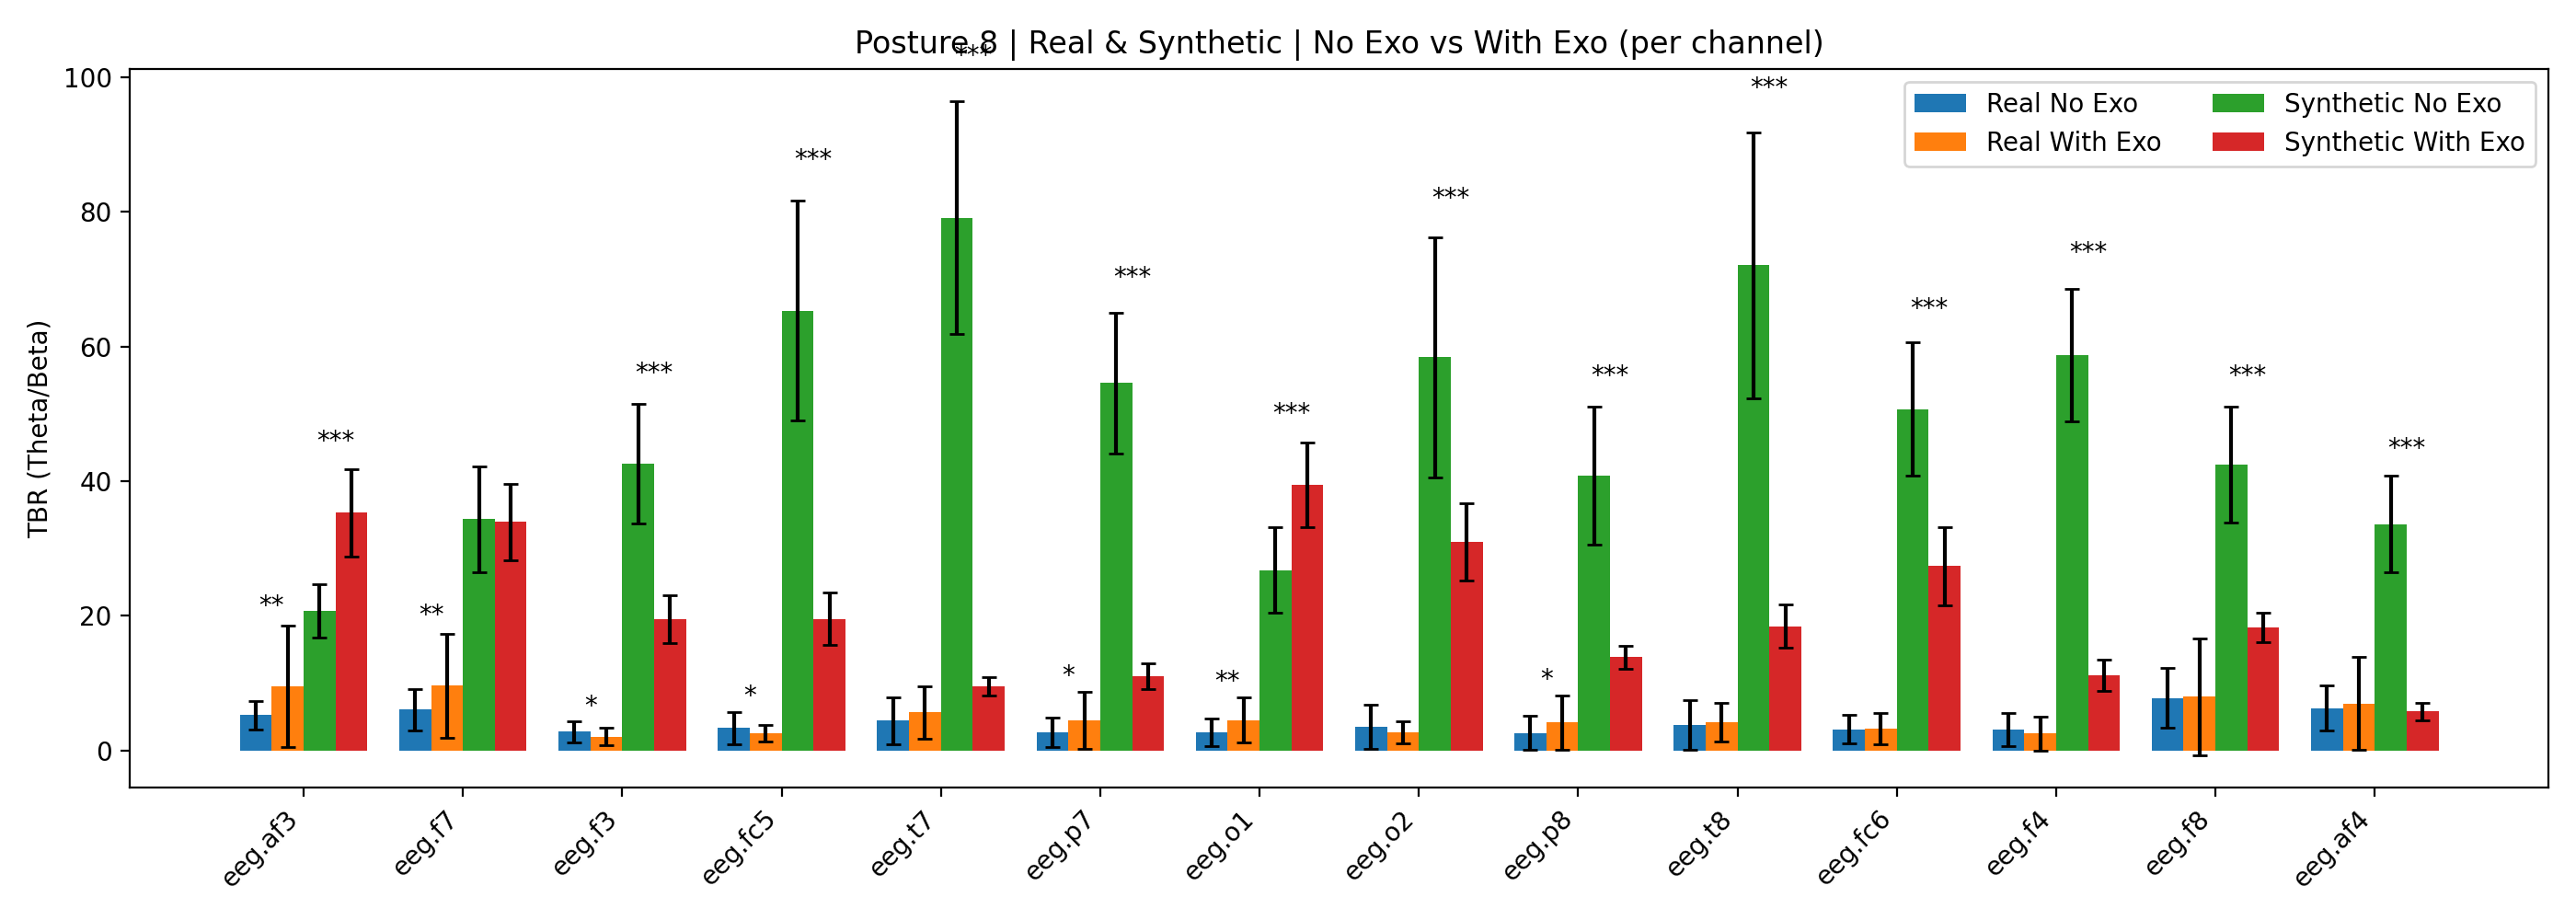 Posture 8 | Real & Synthetic | No Exo vs With Exo (per channel)
***
100
80
60
40
20
0
TBR (Theta/Beta)
Real No Exo
Real With Exo
Synthetic No Exo
Synthetic With Exo
**
***
**
*
***
*
***
*
***
**
***
***
*
***
***
***
***
***
***
eeg.af3
eeg.f7
eeg.f3
eeg.fc5
eeg.t7
eeg.p7
eeg.o1
eeg.o2
eeg.p8
eeg.t8
eeg.fc6
eeg.f4
eeg.f8
eeg.af4